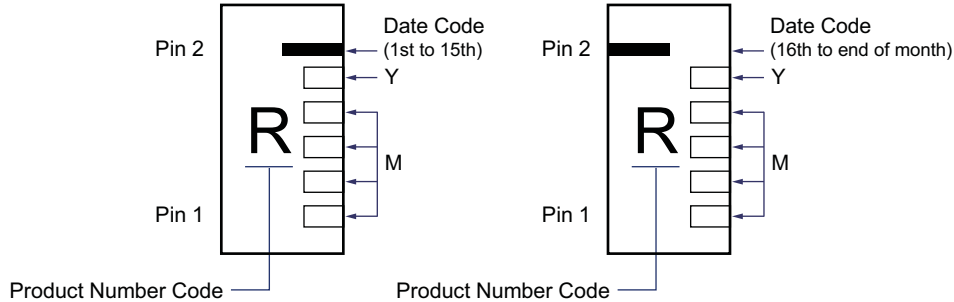 Pin 2
Date Code
(1st to 15th)
Y
R
M
Pin 1
Product Number Code
Pin 2
Date Code
(16th to end of month)
Y
R
M
Pin 1
Product Number Code